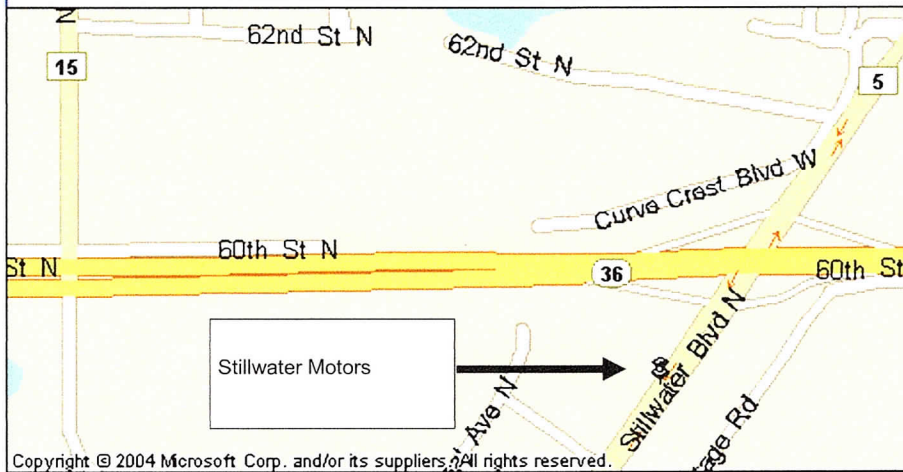 62nd St N
62nd St N
15
5
Curve Crest Blvd W
60th St N
St N
36
60th St
Stillwater Blvd N
Stillwater Motors
Ave N
Rd
Copyright © 2004 Microsoft Corp. and/or its suppliers. All rights reserved.